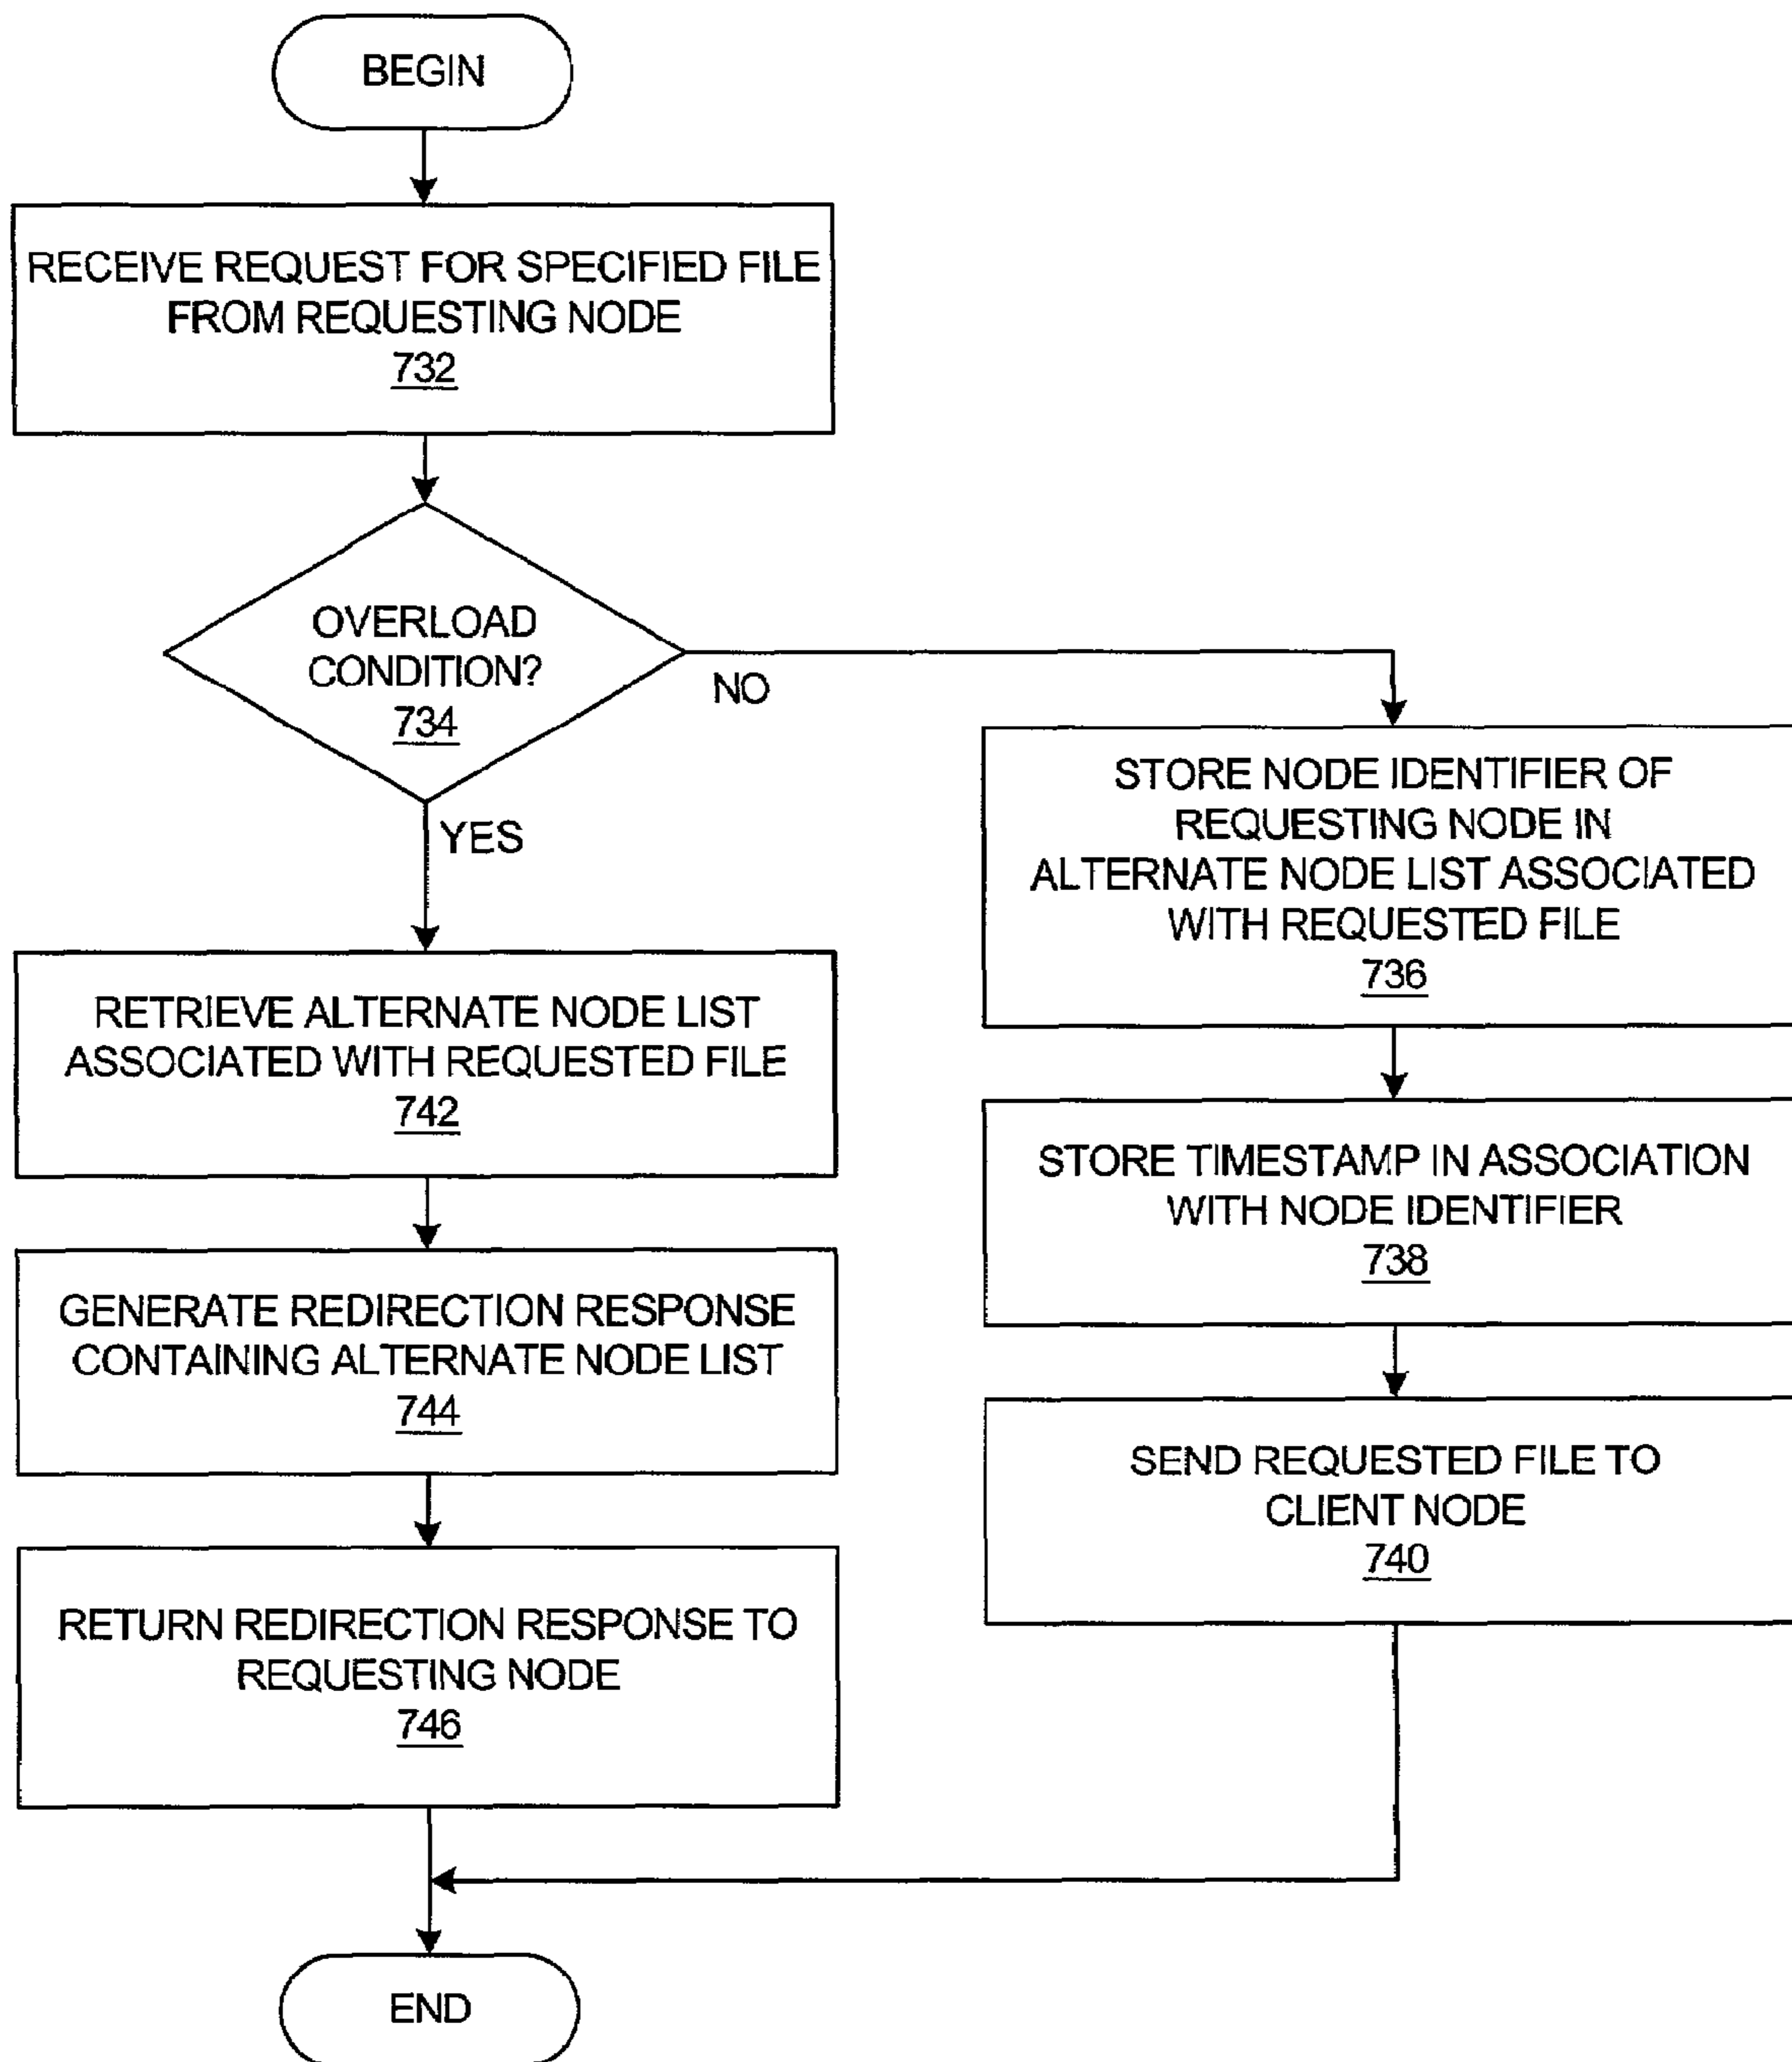 BEGIN
RECEIVE REQUEST FOR SPECIFIED FILE
FROM REQUESTING NODE
732
OVERLOAD
CONDITION?
734
NO
YES
STORE NODE IDENTIFIER OF
REQUESTING NODE IN
ALTERNATE NODE LIST ASSOCIATED
WITH REQUESTED FILE
736
STORE TIMESTAMP IN ASSOCIATION
WITH NODE IDENTIFIER
738
SEND REQUESTED FILE TO
CLIENT NODE
740
RETRIEVE ALTERNATE NODE LIST
ASSOCIATED WITH REQUESTED FILE
742
GENERATE REDIRECTION RESPONSE
CONTAINING ALTERNATE NODE LIST
744
RETURN REDIRECTION RESPONSE TO
REQUESTING NODE
746
END